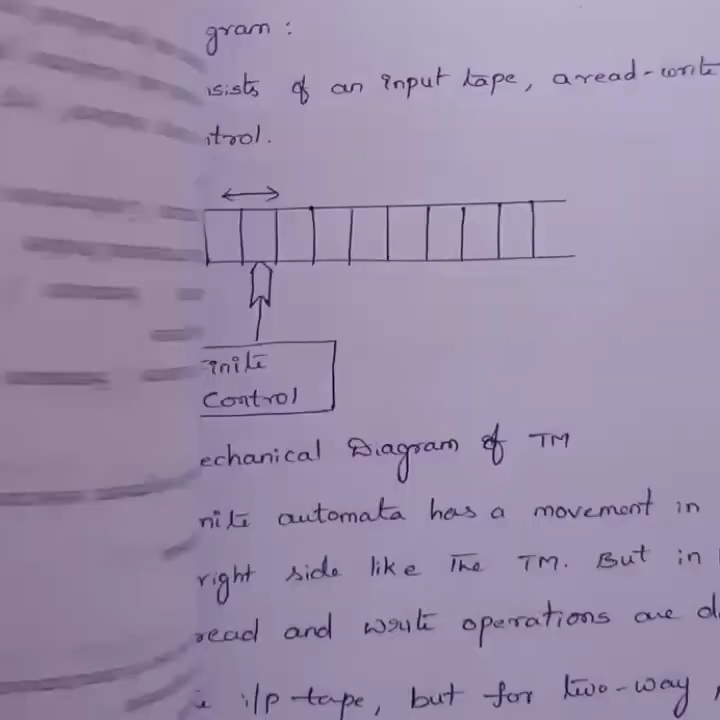 gram :
sists of an input tape, a read-write
trol.
inite
Control
echanical Diagram of TM
nite automata has a movement in
right side like the TM. But in
read and write operations are d
i/p tape, but for two-way